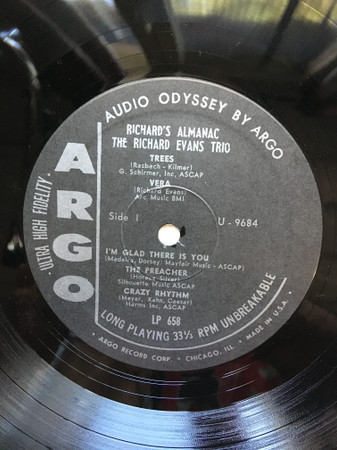 AUDIO ODYSSEY BY ARGO
RICHARD'S ALMANAC
THE RICHARD EVANS TRIO
TREES
(Rasbach - Kilmer)
G. Schirmer, Inc, ASCAP
VERA
(Richard Evans)
Arc Music BMI
Side 1
U - 9684
I'M GLAD THERE IS YOU
(Madeira, Dorsey; Mayfair Music - ASCAP)
THE PREACHER
(Horace Silver)
Silhouette Music ASCAP
CRAZY RHYTHM
(Meyer, Kahn, Caesar)
Harms Inc, ASCAP
LP 658
ARGO
ULTRA HIGH FIDELITY
LONG PLAYING 33⅓ RPM UNBREAKABLE
• ARGO RECORD CORP. • CHICAGO, ILL. • MADE IN U.S.A. •